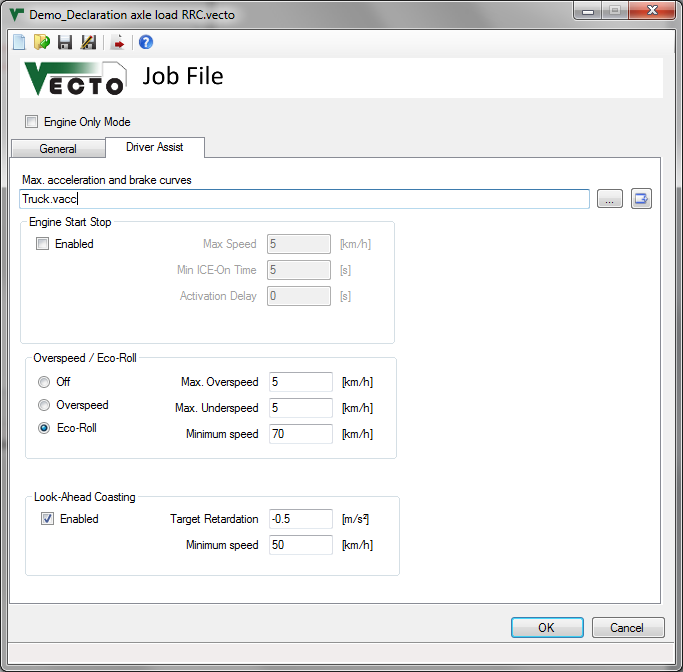 Demo_Declaration axle load RRC.vecto
VECTO Job File
Engine Only Mode
General Driver Assist
Max. acceleration and brake curves
Truck.vacc ...
Engine Start Stop
Enabled Max Speed 5 [km/h]
Min ICE-On Time 5 [s]
Activation Delay 0 [s]
Overspeed / Eco-Roll
Off Max. Overspeed 5 [km/h]
Overspeed Max. Underspeed 5 [km/h]
Eco-Roll Minimum speed 70 [km/h]
Look-Ahead Coasting
Enabled Target Retardation -0.5 [m/s²]
Minimum speed 50 [km/h]
OK Cancel